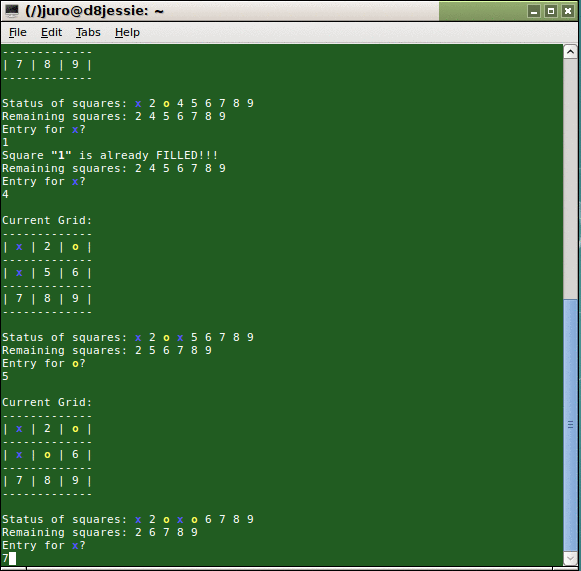 (/)juro@d8jessie: ~
File Edit Tabs Help
-------------
| 7 | 8 | 9 |
-------------
Status of squares: x 2 o 4 5 6 7 8 9
Remaining squares: 2 4 5 6 7 8 9
Entry for x?
1
Square "1" is already FILLED!!!
Remaining squares: 2 4 5 6 7 8 9
Entry for x?
4
Current Grid:
-------------
| x | 2 | o |
-------------
| x | 5 | 6 |
-------------
| 7 | 8 | 9 |
-------------
Status of squares: x 2 o x 5 6 7 8 9
Remaining squares: 2 5 6 7 8 9
Entry for o?
5
Current Grid:
-------------
| x | 2 | o |
-------------
| x | o | 6 |
-------------
| 7 | 8 | 9 |
-------------
Status of squares: x 2 o x o 6 7 8 9
Remaining squares: 2 6 7 8 9
Entry for x?
7